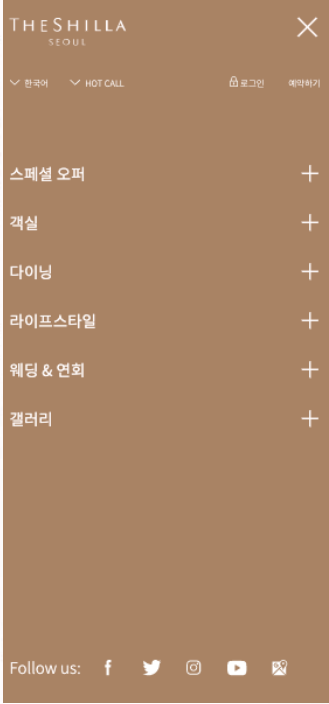 THE SHILLA
SEOUL
한국어 HOT CALL 로그인 예약하기
스페셜 오퍼
객실
다이닝
라이프스타일
웨딩 & 연회
갤러리
Follow us: